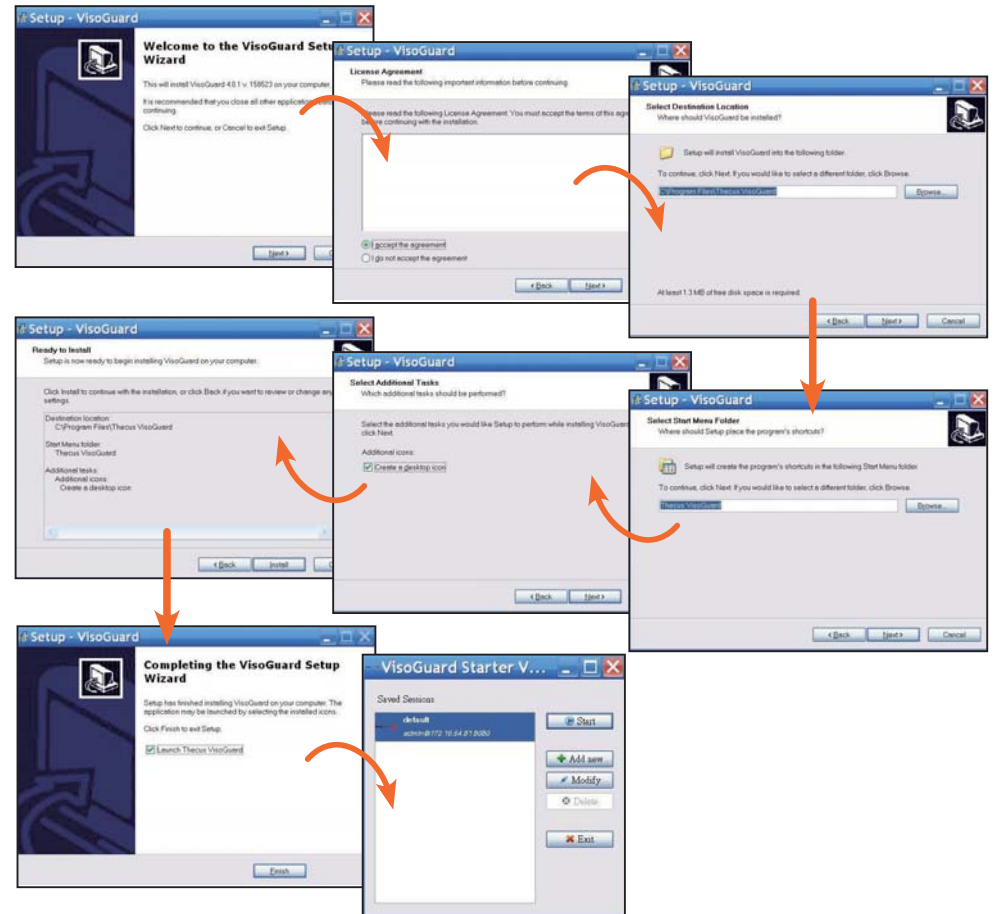 Setup - VisoGuard
Welcome to the VisoGuard Setup
Wizard
This will install VisoGuard 4.0.1 v. 158623 on your computer.
It is recommended that you close all other applications
continuing.
Click Next to continue, or Cancel to exit Setup.
Next >
Setup - VisoGuard
License Agreement
Please read the following important information before continuing.
Please read the following License Agreement. You must accept the terms of this
before continuing with the installation.
I accept the agreement
I do not accept the agreement
< Back
Next >
Setup - VisoGuard
Select Destination Location
Where should VisoGuard be installed?
Setup will install VisoGuard into the following folder.
To continue, click Next. If you would like to select a different folder, click Browse.
C:\Program Files\Thecus VisoGuard
Browse...
At least 1.3 MB of free disk space is required.
< Back
Next >
Cancel
Setup - VisoGuard
Select Start Menu Folder
Where should Setup place the program's shortcuts?
Setup will create the program's shortcuts in the following Start Menu folder.
To continue, click Next. If you would like to select a different folder, click Browse.
Thecus VisoGuard
Browse...
< Back
Next >
Cancel
Setup - VisoGuard
Select Additional Tasks
Which additional tasks should be performed?
Select the additional tasks you would like Setup to perform while installing VisoGuard
click Next.
Additional icons:
Create a desktop icon
< Back
Next >
Setup - VisoGuard
Ready to Install
Setup is now ready to begin installing VisoGuard on your computer.
Click Install to continue with the installation, or click Back if you want to review or change any
settings.
Destination location:
C:\Program Files\Thecus VisoGuard
Start Menu folder:
Thecus VisoGuard
Additional tasks:
Additional icons:
Create a desktop icon
< Back
Install
Setup - VisoGuard
Completing the VisoGuard Setup
Wizard
Setup has finished installing VisoGuard on your computer. The
application may be launched by selecting the installed icons.
Click Finish to exit Setup.
Launch Thecus VisoGuard
Finish
VisoGuard Starter V...
Saved Sessions
default
admin@172.16.64.81:8080
Start
Add new
Modify
Delete
Exit